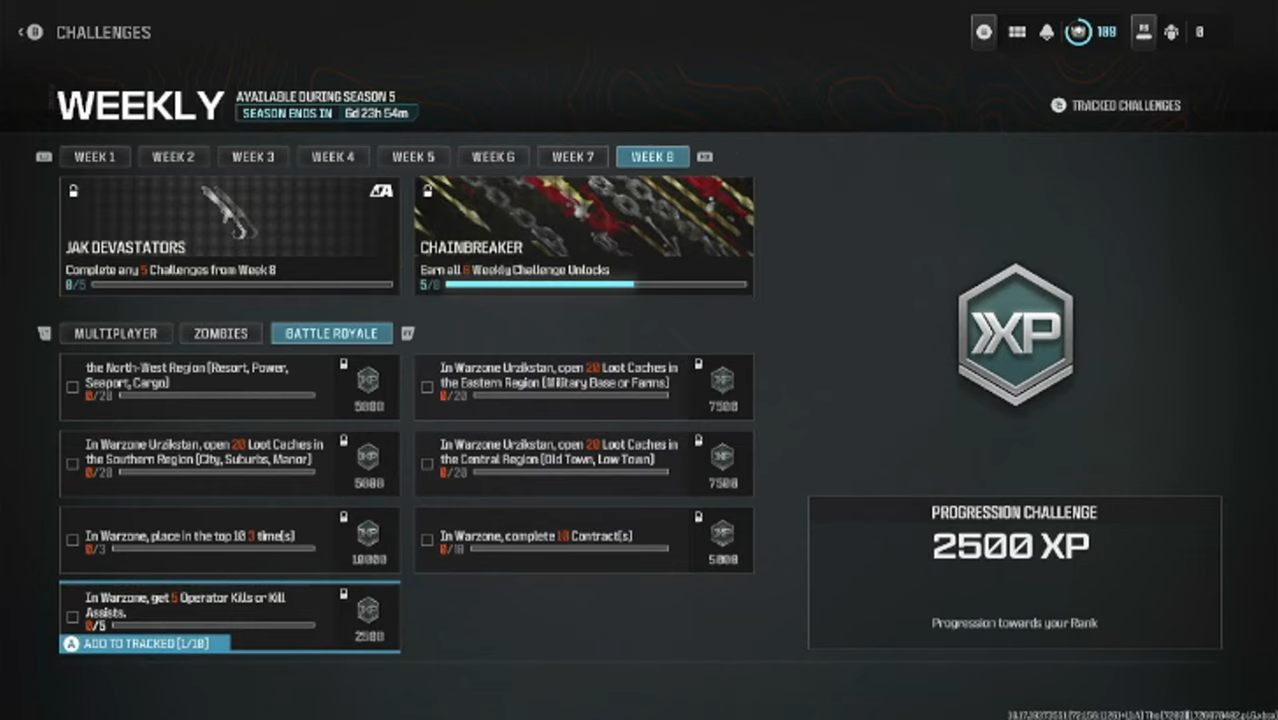 CHALLENGES
189
0
WEEKLY
AVAILABLE DURING SEASON 5
SEASON ENDS IN 6d 23h 54m
TRACKED CHALLENGES
WEEK 1
WEEK 2
WEEK 3
WEEK 4
WEEK 5
WEEK 6
WEEK 7
WEEK 8
JAK DEVASTATORS
Complete any 5 Challenges from Week 8
0/5
CHAINBREAKER
Earn all 8 Weekly Challenge Unlocks
5/8
MULTIPLAYER
ZOMBIES
BATTLE ROYALE
the North-West Region (Resort, Power,
Seaport, Cargo)
0/20
5000
In Warzone Urzikstan, open 20 Loot Caches in
the Eastern Region (Military Base or Farms)
0/20
7500
In Warzone Urzikstan, open 20 Loot Caches in
the Southern Region (City, Suburbs, Manor)
0/20
5000
In Warzone Urzikstan, open 20 Loot Caches in
the Central Region (Old Town, Low Town)
0/20
7500
In Warzone, place in the top 10 3 time(s)
0/3
10000
In Warzone, complete 10 Contract(s)
0/10
5000
In Warzone, get 5 Operator Kills or Kill
Assists.
0/5
2500
A ADD TO TRACKED [1/10]
XP
PROGRESSION CHALLENGE
2500 XP
Progression towards your Rank